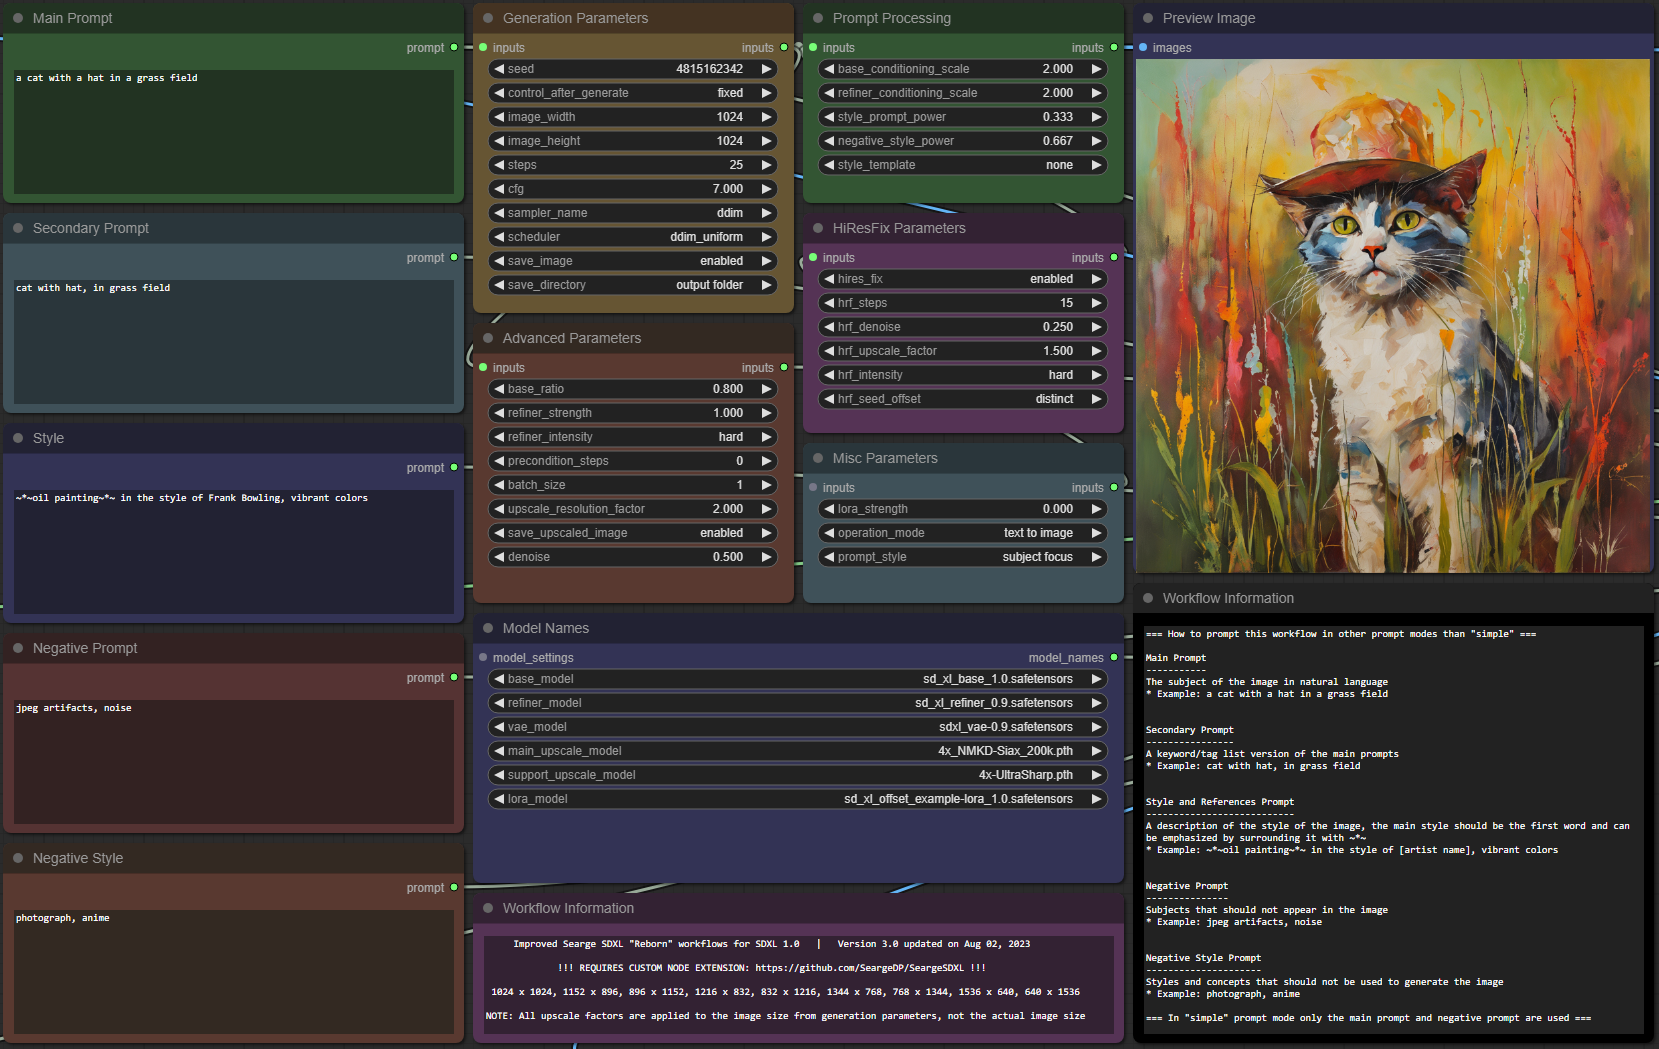 Main Prompt
prompt
a cat with a hat in a grass field
Secondary Prompt
prompt
cat with hat, in grass field
Style
prompt
~*~oil painting~*~ in the style of Frank Bowling, vibrant colors
Negative Prompt
prompt
jpeg artifacts, noise
Negative Style
prompt
photograph, anime
Generation Parameters
inputs inputs
seed 4815162342
control_after_generate fixed
image_width 1024
image_height 1024
steps 25
cfg 7.000
sampler_name ddim
scheduler ddim_uniform
save_image enabled
save_directory output folder
Advanced Parameters
inputs inputs
base_ratio 0.800
refiner_strength 1.000
refiner_intensity hard
precondition_steps 0
batch_size 1
upscale_resolution_factor 2.000
save_upscaled_image enabled
denoise 0.500
Prompt Processing
inputs inputs
base_conditioning_scale 2.000
refiner_conditioning_scale 2.000
style_prompt_power 0.333
negative_style_power 0.667
style_template none
HiResFix Parameters
inputs inputs
hires_fix enabled
hrf_steps 15
hrf_denoise 0.250
hrf_upscale_factor 1.500
hrf_intensity hard
hrf_seed_offset distinct
Misc Parameters
inputs inputs
lora_strength 0.000
operation_mode text to image
prompt_style subject focus
Model Names
model_settings model_names
base_model sd_xl_base_1.0.safetensors
refiner_model sd_xl_refiner_0.9.safetensors
vae_model sdxl_vae-0.9.safetensors
main_upscale_model 4x_NMKD-Siax_200k.pth
support_upscale_model 4x-UltraSharp.pth
lora_model sd_xl_offset_example-lora_1.0.safetensors
Workflow Information
Improved Searge SDXL "Reborn" workflows for SDXL 1.0 | Version 3.0 updated on Aug 02, 2023
!!! REQUIRES CUSTOM NODE EXTENSION: https://github.com/SeargeDP/SeargeSDXL !!!
1024 x 1024, 1152 x 896, 896 x 1152, 1216 x 832, 832 x 1216, 1344 x 768, 768 x 1344, 1536 x 640, 640 x 1536
NOTE: All upscale factors are applied to the image size from generation parameters, not the actual image size
Preview Image
images
Workflow Information
=== How to prompt this workflow in other prompt modes than "simple" ===
Main Prompt
-----------
The subject of the image in natural language
* Example: a cat with a hat in a grass field
Secondary Prompt
----------------
A keyword/tag list version of the main prompts
* Example: cat with hat, in grass field
Style and References Prompt
---------------------------
A description of the style of the image, the main style should be the first word and can
be emphasized by surrounding it with ~*~
* Example: ~*~oil painting~*~ in the style of [artist name], vibrant colors
Negative Prompt
---------------
Subjects that should not appear in the image
* Example: jpeg artifacts, noise
Negative Style Prompt
---------------------
Styles and concepts that should not be used to generate the image
* Example: photograph, anime
=== In "simple" prompt mode only the main prompt and negative prompt are used ===